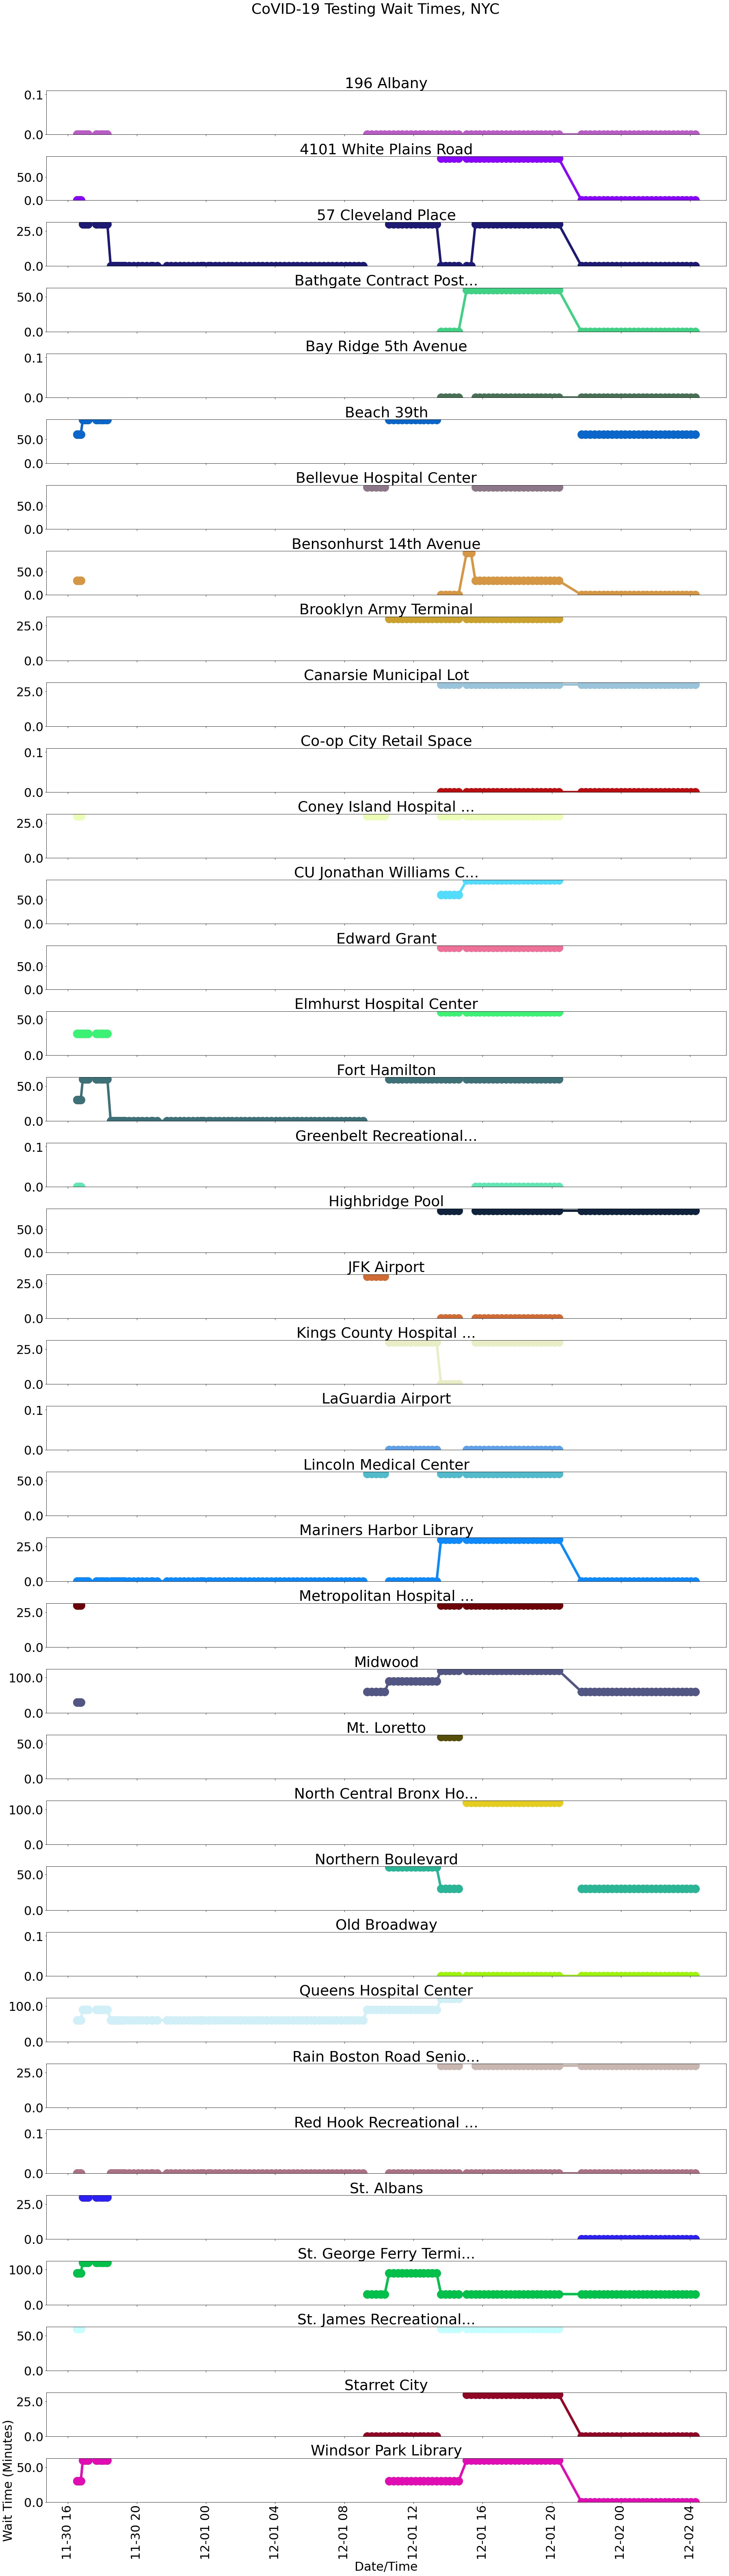 CoVID-19 Testing Wait Times, NYC
196 Albany
0.1
0.0
4101 White Plains Road
50.0
0.0
57 Cleveland Place
25.0
0.0
Bathgate Contract Post...
50.0
0.0
Bay Ridge 5th Avenue
0.1
0.0
Beach 39th
50.0
0.0
Bellevue Hospital Center
50.0
0.0
Bensonhurst 14th Avenue
50.0
0.0
Brooklyn Army Terminal
25.0
0.0
Canarsie Municipal Lot
25.0
0.0
Co-op City Retail Space
0.1
0.0
Coney Island Hospital ...
25.0
0.0
CU Jonathan Williams C...
50.0
0.0
Edward Grant
50.0
0.0
Elmhurst Hospital Center
50.0
0.0
Fort Hamilton
50.0
0.0
Greenbelt Recreational...
0.1
0.0
Highbridge Pool
50.0
0.0
JFK Airport
25.0
0.0
Kings County Hospital ...
25.0
0.0
LaGuardia Airport
0.1
0.0
Lincoln Medical Center
50.0
0.0
Mariners Harbor Library
25.0
0.0
Metropolitan Hospital ...
25.0
0.0
Midwood
100.0
0.0
Mt. Loretto
50.0
0.0
North Central Bronx Ho...
100.0
0.0
Northern Boulevard
50.0
0.0
Old Broadway
0.1
0.0
Queens Hospital Center
100.0
0.0
Rain Boston Road Senio...
25.0
0.0
Red Hook Recreational ...
0.1
0.0
St. Albans
25.0
0.0
St. George Ferry Termi...
100.0
0.0
St. James Recreational...
50.0
0.0
Starret City
25.0
0.0
Windsor Park Library
50.0
0.0
Wait Time (Minutes)
11-30 16
11-30 20
12-01 00
12-01 04
12-01 08
12-01 12
12-01 16
12-01 20
12-02 00
12-02 04
Date/Time